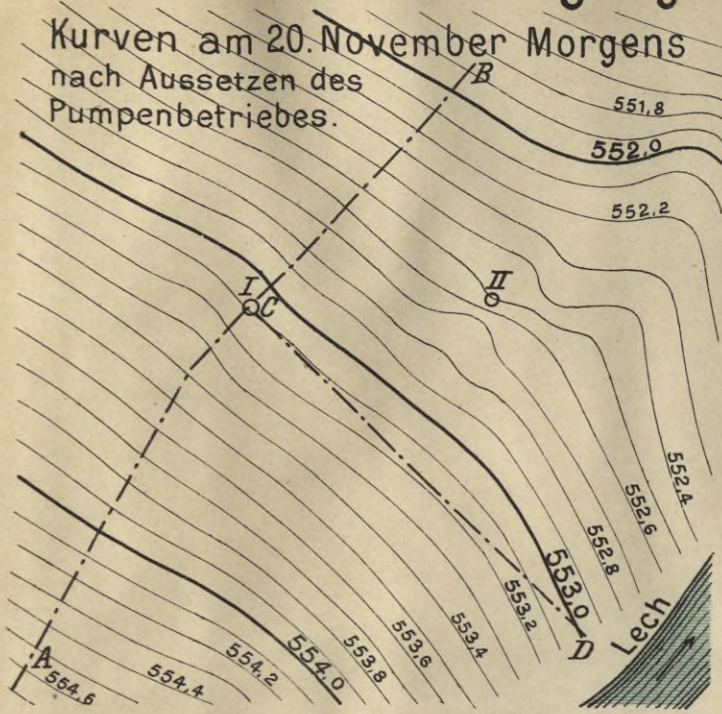 Kurven am 20. November Morgens
nach Aussetzen des
Pumpenbetriebes.
B
551,8
552,0
552,2
I
C
II
552,4
552,6
552,8
553,0
553,2
553,4
553,6
553,8
554,0
554,2
554,4
554,6
A
D
Lech